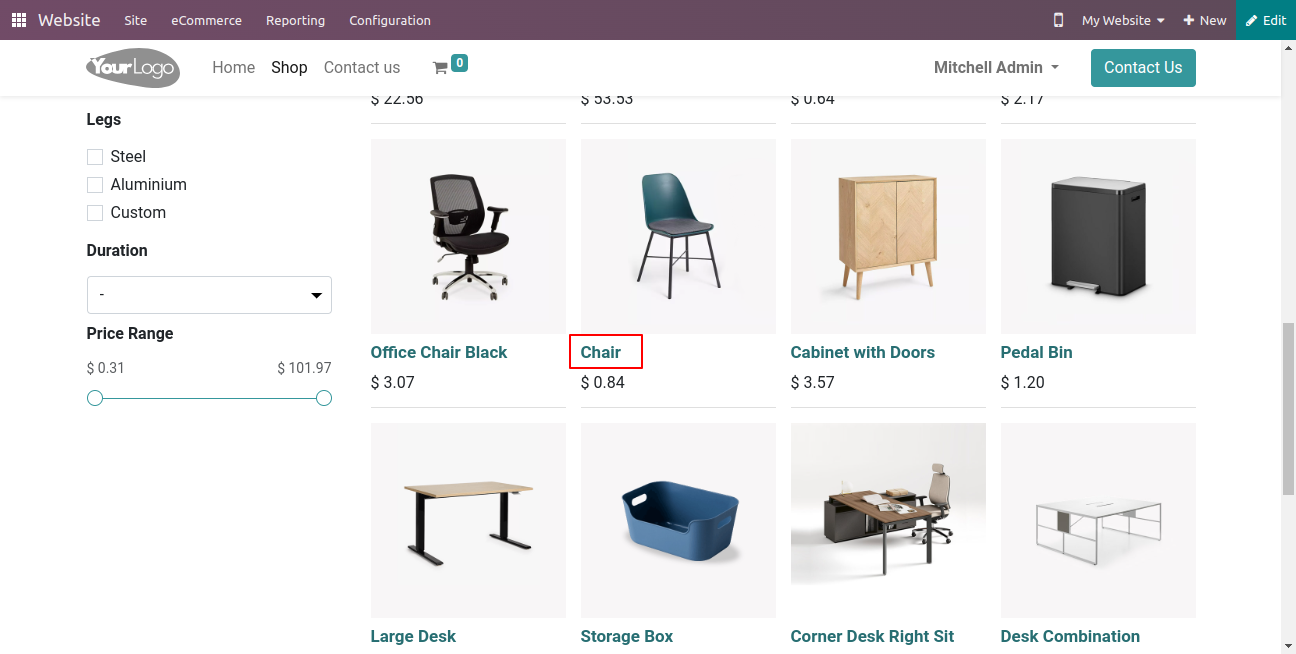 Website Site eCommerce Reporting Configuration My Website New Edit
YourLogo Home Shop Contact us 0 Mitchell Admin Contact Us
$ 22.56 $ 53.53 $ 0.64 $ 2.17
Legs
Steel
Aluminium
Custom
Duration
-
Price Range
$ 0.31 $ 101.97
Office Chair Black Chair Cabinet with Doors Pedal Bin
$ 3.07 $ 0.84 $ 3.57 $ 1.20
Large Desk Storage Box Corner Desk Right Sit Desk Combination